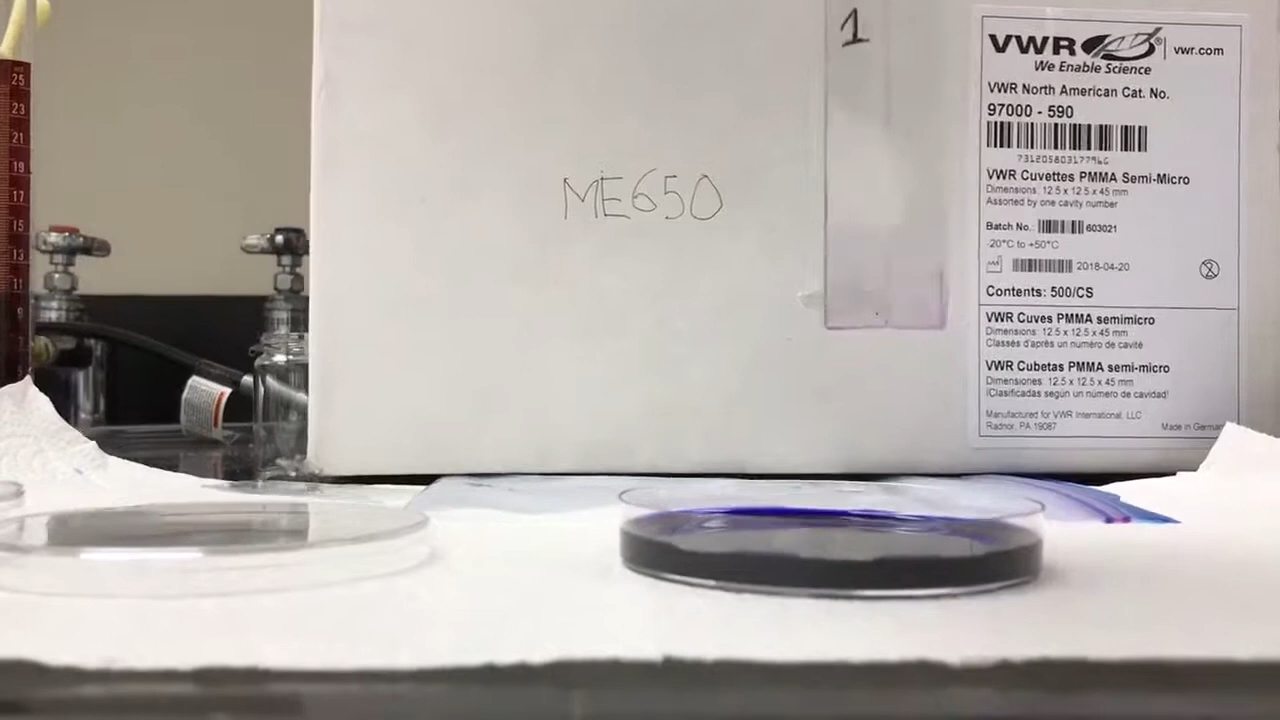 1
ME650
VWR® | vwr.com
We Enable Science
VWR North American Cat. No.
97000 - 590
VWR Cuvettes PMMA Semi-Micro
Dimensions: 12.5 x 12.5 x 45 mm
Assorted by one cavity number
Batch No.: 603021
-20°C to +50°C
2018-04-20
Contents: 500/CS
VWR Cuves PMMA semimicro
Dimensions: 12.5 x 12.5 x 45 mm
Classés d'après un numéro de cavité
VWR Cubetas PMMA semi-micro
Dimensiones: 12.5 x 12.5 x 45 mm
¡Clasificadas según un número de cavidad!
Manufactured for VWR International, LLC
Radnor, PA 19087
Made in German
25
23
21
19
17
15
13
11
9